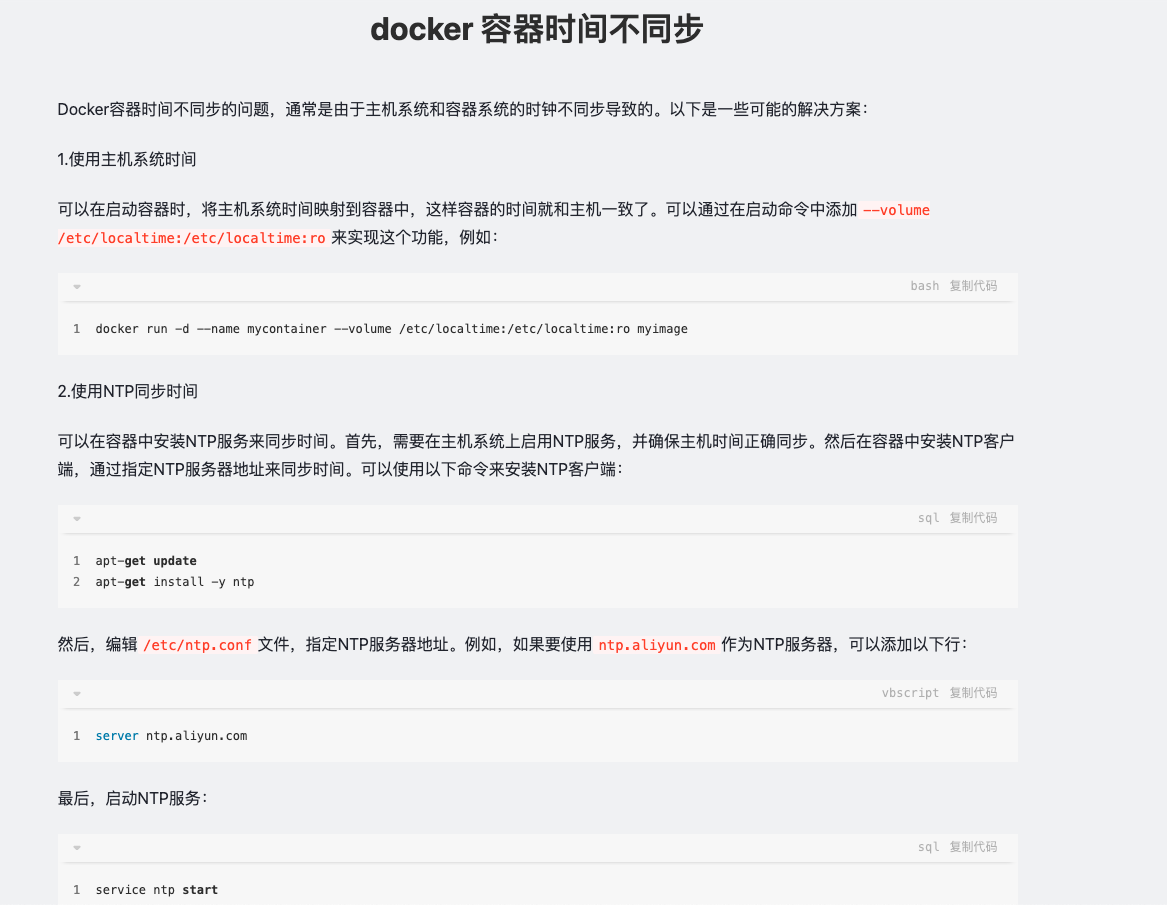 docker 容器时间不同步
Docker容器时间不同步的问题，通常是由于主机系统和容器系统的时钟不同步导致的。以下是一些可能的解决方案：
1.使用主机系统时间
可以在启动容器时，将主机系统时间映射到容器中，这样容器的时间就和主机一致了。可以通过在启动命令中添加 --volume
/etc/localtime:/etc/localtime:ro 来实现这个功能，例如：
bash 复制代码
1 docker run -d --name mycontainer --volume /etc/localtime:/etc/localtime:ro myimage
2.使用NTP同步时间
可以在容器中安装NTP服务来同步时间。首先，需要在主机系统上启用NTP服务，并确保主机时间正确同步。然后在容器中安装NTP客户
端，通过指定NTP服务器地址来同步时间。可以使用以下命令来安装NTP客户端：
sql 复制代码
1 apt-get update
2 apt-get install -y ntp
然后，编辑 /etc/ntp.conf 文件，指定NTP服务器地址。例如，如果要使用 ntp.aliyun.com 作为NTP服务器，可以添加以下行：
vbscript 复制代码
1 server ntp.aliyun.com
最后，启动NTP服务：
sql 复制代码
1 service ntp start